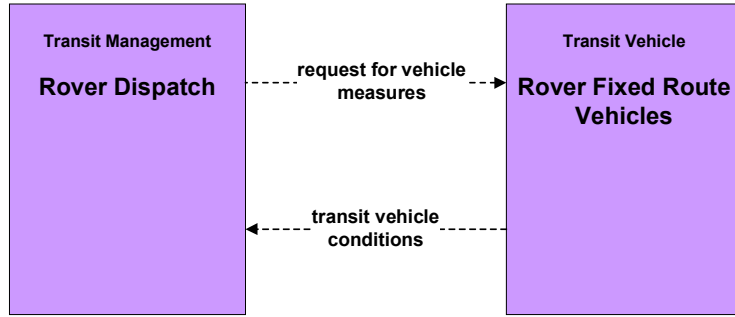 Transit Management
Rover Dispatch
request for vehicle
measures
Transit Vehicle
Rover Fixed Route
Vehicles
transit vehicle
conditions